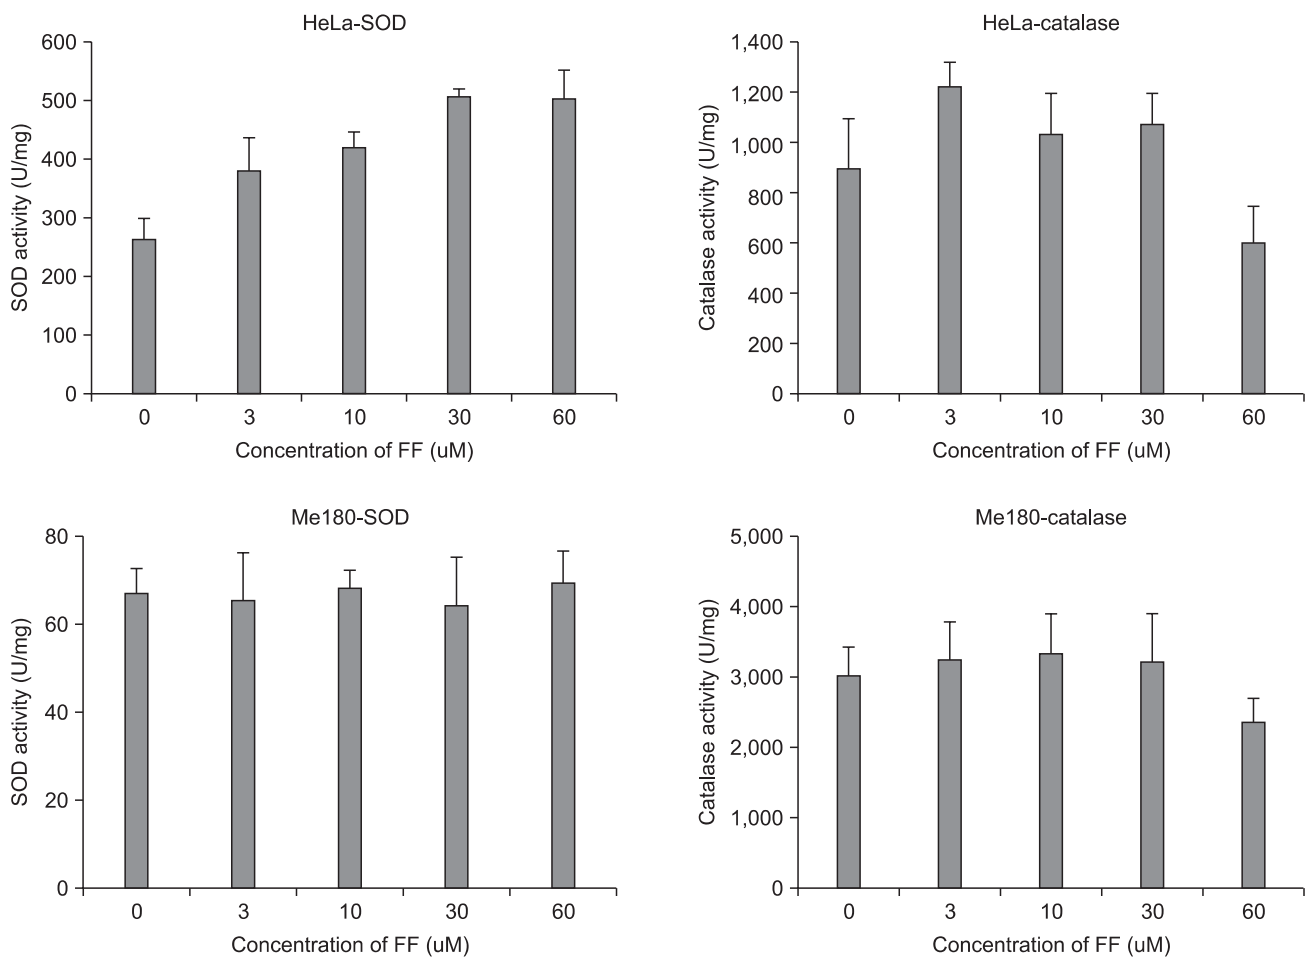 HeLa-SOD
SOD activity (U/mg)
600
500
400
300
200
100
0
0 3 10 30 60
Concentration of FF (uM)
HeLa-catalase
Catalase activity (U/mg)
1,400
1,200
1,000
800
600
400
200
0
0 3 10 30 60
Concentration of FF (uM)
Me180-SOD
SOD activity (U/mg)
80
60
40
20
0
0 3 10 30 60
Concentration of FF (uM)
Me180-catalase
Catalase activity (U/mg)
5,000
4,000
3,000
2,000
1,000
0
0 3 10 30 60
Concentration of FF (uM)